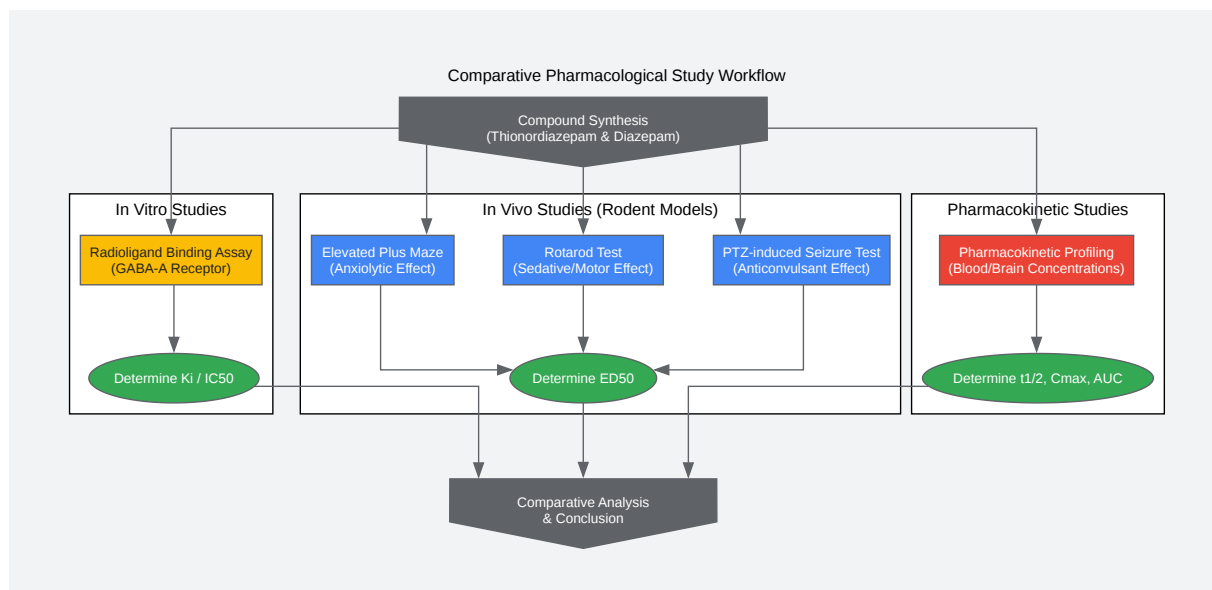 Comparative Pharmacological Study Workflow
Compound Synthesis
(Thionordiazepam & Diazepam)
In Vitro Studies
Radioligand Binding Assay
(GABA-A Receptor)
Determine Ki / IC50
In Vivo Studies (Rodent Models)
Elevated Plus Maze
(Anxiolytic Effect)
Rotarod Test
(Sedative/Motor Effect)
PTZ-induced Seizure Test
(Anticonvulsant Effect)
Determine ED50
Pharmacokinetic Studies
Pharmacokinetic Profiling
(Blood/Brain Concentrations)
Determine t1/2, Cmax, AUC
Comparative Analysis
& Conclusion